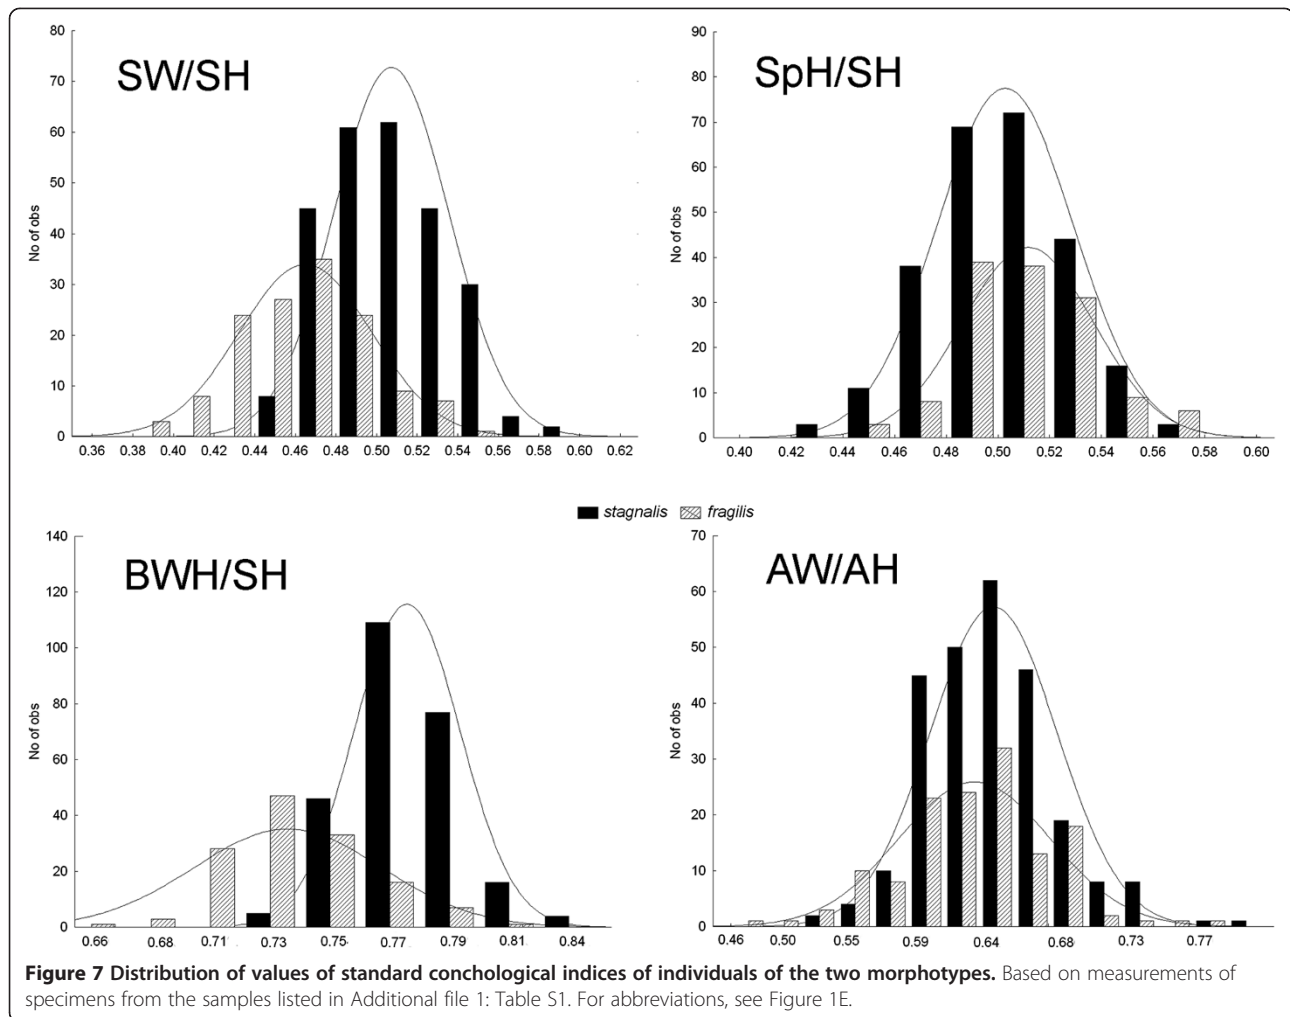 SW/SH
No of obs
80
70
60
50
40
30
20
10
0
0.36 0.38 0.40 0.42 0.44 0.46 0.48 0.50 0.52 0.54 0.56 0.58 0.60 0.62
SpH/SH
No of obs
90
80
70
60
50
40
30
20
10
0
0.40 0.42 0.44 0.46 0.48 0.50 0.52 0.54 0.56 0.58 0.60
stagnalis fragilis
BWH/SH
No of obs
140
120
100
80
60
40
20
0
0.66 0.68 0.71 0.73 0.75 0.77 0.79 0.81 0.84
AW/AH
No of obs
70
60
50
40
30
20
10
0
0.46 0.50 0.55 0.59 0.64 0.68 0.73 0.77
Figure 7 Distribution of values of standard conchological indices of individuals of the two morphotypes. Based on measurements of
specimens from the samples listed in Additional file 1: Table S1. For abbreviations, see Figure 1E.